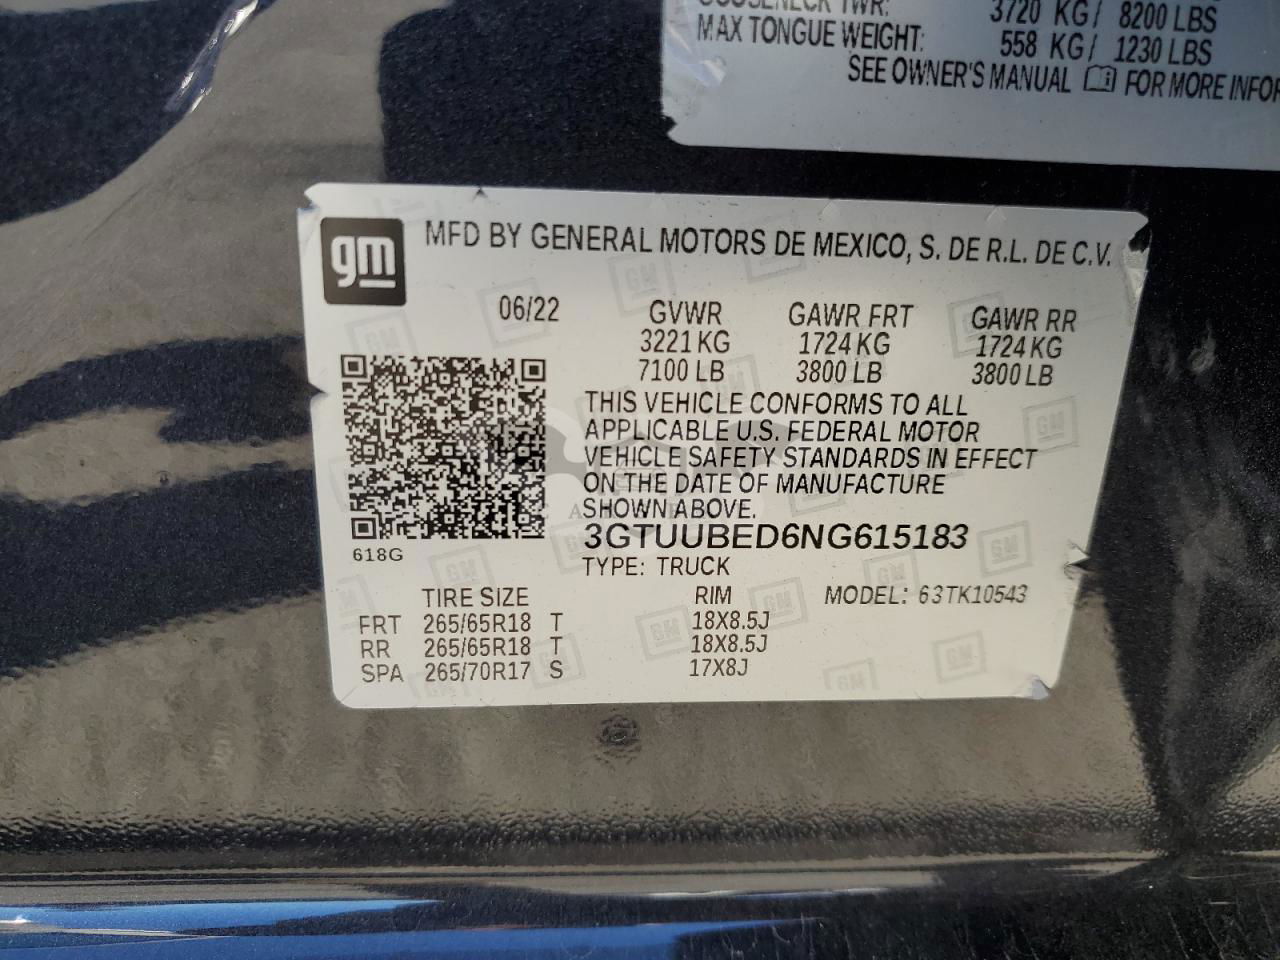 GOOSENECK TWR: 3720 KG/ 8200 LBS
MAX TONGUE WEIGHT: 558 KG/ 1230 LBS
SEE OWNER'S MANUAL FOR MORE INFOR
gm
MFD BY GENERAL MOTORS DE MEXICO, S. DE R.L. DE C.V.
06/22 GVWR GAWR FRT GAWR RR
3221 KG 1724 KG 1724 KG
7100 LB 3800 LB 3800 LB
THIS VEHICLE CONFORMS TO ALL
APPLICABLE U.S. FEDERAL MOTOR
VEHICLE SAFETY STANDARDS IN EFFECT
ON THE DATE OF MANUFACTURE
SHOWN ABOVE.
3GTUUBED6NG615183
618G
TYPE: TRUCK
TIRE SIZE RIM MODEL: 63TK10543
FRT 265/65R18 T 18X8.5J
RR 265/65R18 T 18X8.5J
SPA 265/70R17 S 17X8J